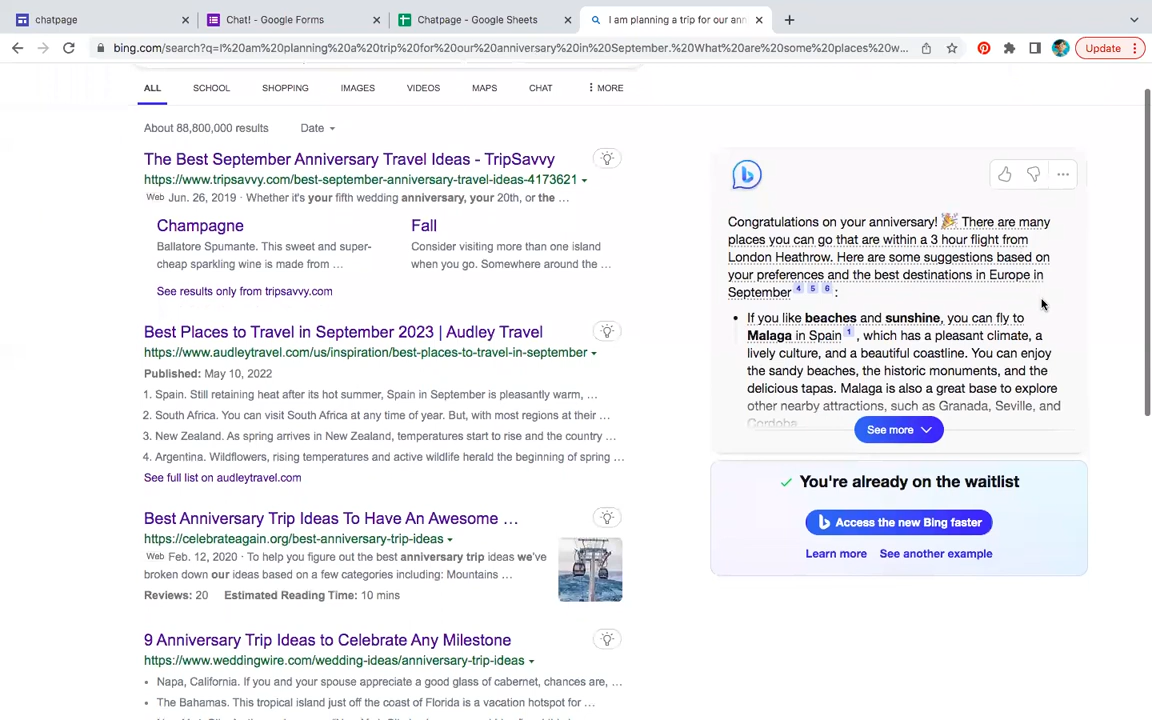 chatpage
Chat! - Google Forms
Chatpage - Google Sheets
I am planning a trip for our ann
bing.com/search?q=I%20am%20planning%20a%20trip%20for%20our%20anniversary%20in%20September.%20What%20are%20some%20places%20w...
Update
ALL SCHOOL SHOPPING IMAGES VIDEOS MAPS CHAT MORE
About 88,800,000 results Date
The Best September Anniversary Travel Ideas - TripSavvy
https://www.tripsavvy.com/best-september-anniversary-travel-ideas-4173621
Web Jun. 26, 2019 · Whether it's your fifth wedding anniversary, your 20th, or the ...
Champagne
Ballatore Spumante. This sweet and super-
cheap sparkling wine is made from ...
Fall
Consider visiting more than one island
when you go. Somewhere around the ...
See results only from tripsavvy.com
Best Places to Travel in September 2023 | Audley Travel
https://www.audleytravel.com/us/inspiration/best-places-to-travel-in-september
Published: May 10, 2022
1. Spain. Still retaining heat after its hot summer, Spain in September is pleasantly warm, ...
2. South Africa. You can visit South Africa at any time of year. But, with most regions at their ...
3. New Zealand. As spring arrives in New Zealand, temperatures start to rise and the country ...
4. Argentina. Wildflowers, rising temperatures and active wildlife herald the beginning of spring ...
See full list on audleytravel.com
Best Anniversary Trip Ideas To Have An Awesome ...
https://celebrateagain.org/best-anniversary-trip-ideas
Web Feb. 12, 2020 · To help you figure out the best anniversary trip ideas we've
broken down our ideas based on a few categories including: Mountains ...
Reviews: 20 Estimated Reading Time: 10 mins
9 Anniversary Trip Ideas to Celebrate Any Milestone
https://www.weddingwire.com/wedding-ideas/anniversary-trip-ideas
• Napa, California. If you and your spouse appreciate a good glass of cabernet, chances are, ...
• The Bahamas. This tropical island just off the coast of Florida is a vacation hotspot for ...
Congratulations on your anniversary! 🎉 There are many
places you can go that are within a 3 hour flight from
London Heathrow. Here are some suggestions based on
your preferences and the best destinations in Europe in
September 4 5 6 :
• If you like beaches and sunshine, you can fly to
Malaga in Spain 1 , which has a pleasant climate, a
lively culture, and a beautiful coastline. You can enjoy
the sandy beaches, the historic monuments, and the
delicious tapas. Malaga is also a great base to explore
other nearby attractions, such as Granada, Seville, and
Cordoba
See more
You're already on the waitlist
Access the new Bing faster
Learn more See another example